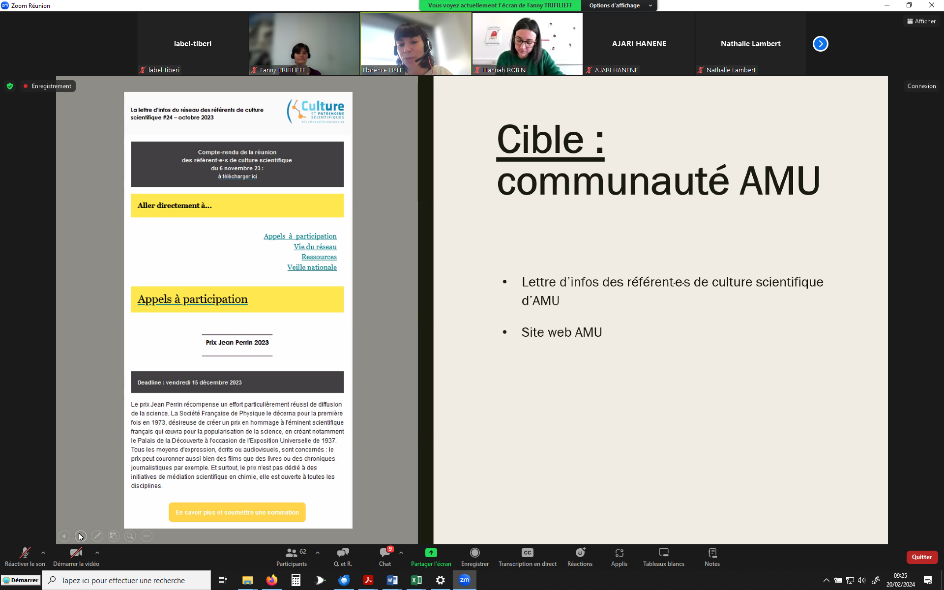 Zoom Réunion
Vous voyez actuellement l'écran de Fanny TRIFILIEFF
Options d'affichage
Afficher
label-tiberi
AJARI HANENE
Nathalie Lambert
label-tiberi
Fanny TRIFILIEFF
Florence
Hannah ROBIN
AJARI HANENE
Nathalie Lambert
Enregistrement
Connexion
La lettre d'infos du réseau des référents de culture
scientifique #24 – octobre 2023
Culture
ET PATRIMOINE
SCIENTIFIQUES
Compte-rendu de la réunion
des référent·e·s de culture scientifique
du 6 novembre 23 :
à télécharger ici
Aller directement à...
Appels à participation
Vie du réseau
Ressources
Veille nationale
Appels à participation
Prix Jean Perrin 2023
Deadline : vendredi 15 décembre 2023
Le prix Jean Perrin récompense un effort particulièrement réussi de diffusion
de la science. La Société Française de Physique le décerna pour la première
fois en 1973, désireuse de créer un prix en hommage à l'éminent scientifique
français qui œuvra pour la popularisation de la science, en créant notamment
le Palais de la Découverte à l'occasion de l'Exposition Universelle de 1937.
Tous les moyens d'expression, écrits ou audiovisuels, sont concernés : le
prix peut couronner aussi bien des films que des livres ou des chroniques
journalistiques par exemple. Et surtout, le prix n'est pas dédié à des
initiatives de médiation scientifique en chimie, elle est ouverte à toutes les
disciplines.
En savoir plus et soumettre une nomination
Cible :
communauté AMU
• Lettre d'infos des référent·e·s de culture scientifique
d'AMU
• Site web AMU
Réactiver le son
Démarrer la vidéo
62
Participants
Q. et R.
9
Chat
Partager l'écran
Enregistrer
CC
Transcription en direct
Réactions
Applis
Tableaux blancs
Notes
Quitter
Démarrer
Tapez ici pour effectuer une recherche
zm
09:25
20/02/2024